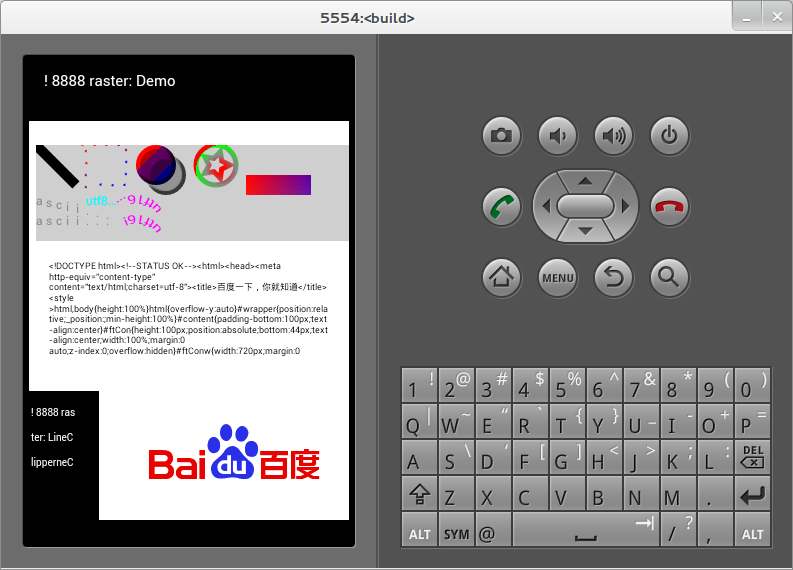 5554:<build>
! 8888 raster: Demo
ascii
utf8...
ascii...
<!DOCTYPE html><!--STATUS OK--><html><head><meta
http-equiv="content-type"
content="text/html;charset=utf-8"><title>百度一下，你就知道</title>
<style
>html,body{height:100%}html{overflow-y:auto}#wrapper{position:rela
tive;_position:;min-height:100%}#content{padding-bottom:100px;text
-align:center}#ftCon{height:100px;position:absolute;bottom:44px;text
-align:center;width:100%;margin:0
auto;z-index:0;overflow:hidden}#ftConw{width:720px;margin:0
! 8888 ras
ter: LineC
lipperneC
Bai du 百度
MENU
1 ! 2 @ 3 # 4 $ 5 % 6 ^ 7 & 8 * 9 ( 0 )
Q | W ~ E “ R ` T { Y } U _ I - O + P =
A S \ D ' F [ G ] H < J > K ; L : DEL
Z X C V B N M .
ALT SYM @ / ? , ALT